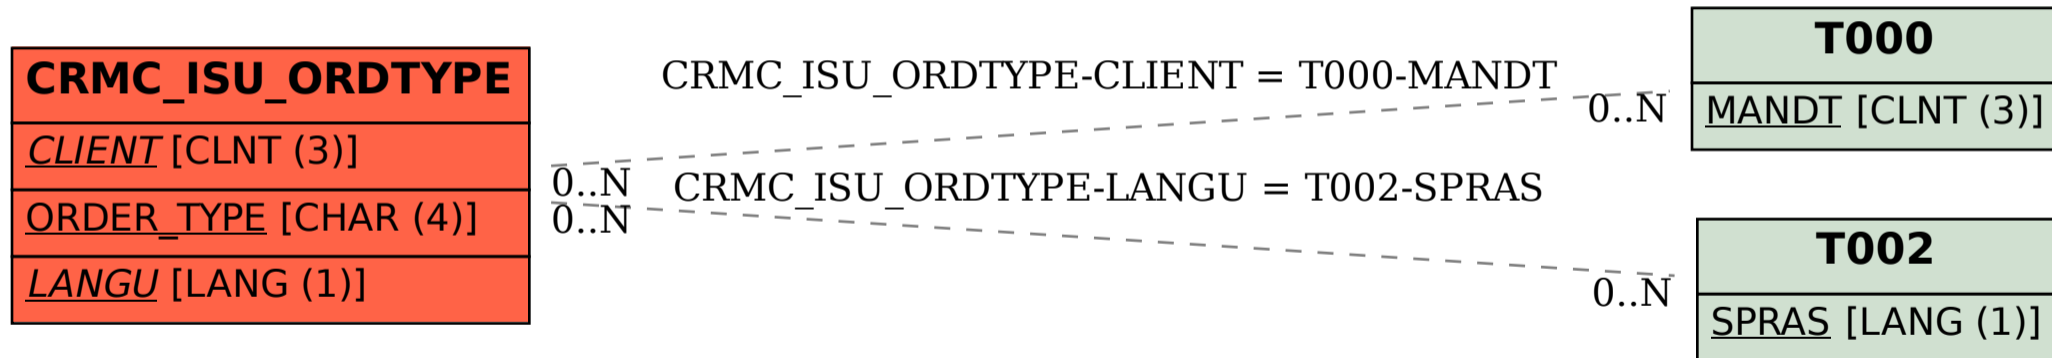 CRMC_ISU_ORDTYPE
CLIENT [CLNT (3)]
ORDER_TYPE [CHAR (4)]
LANGU [LANG (1)]
CRMC_ISU_ORDTYPE-CLIENT = T000-MANDT
0..N
0..N
CRMC_ISU_ORDTYPE-LANGU = T002-SPRAS
0..N
0..N
T000
MANDT [CLNT (3)]
T002
SPRAS [LANG (1)]